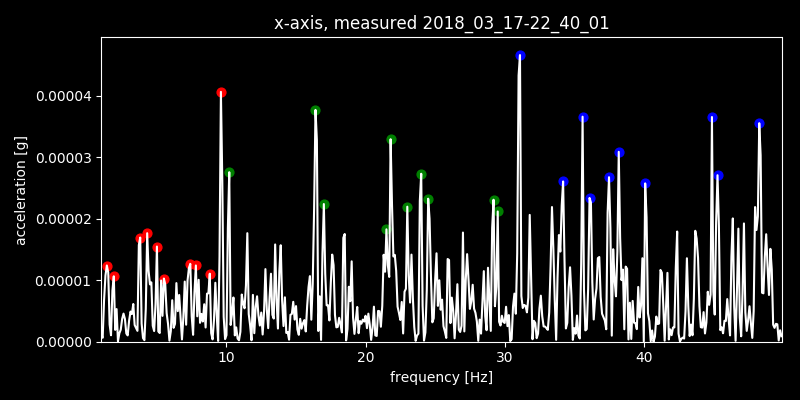 x-axis, measured 2018_03_17-22_40_01
acceleration [g]
0.00004
0.00003
0.00002
0.00001
0.00000
10 20 30 40
frequency [Hz]